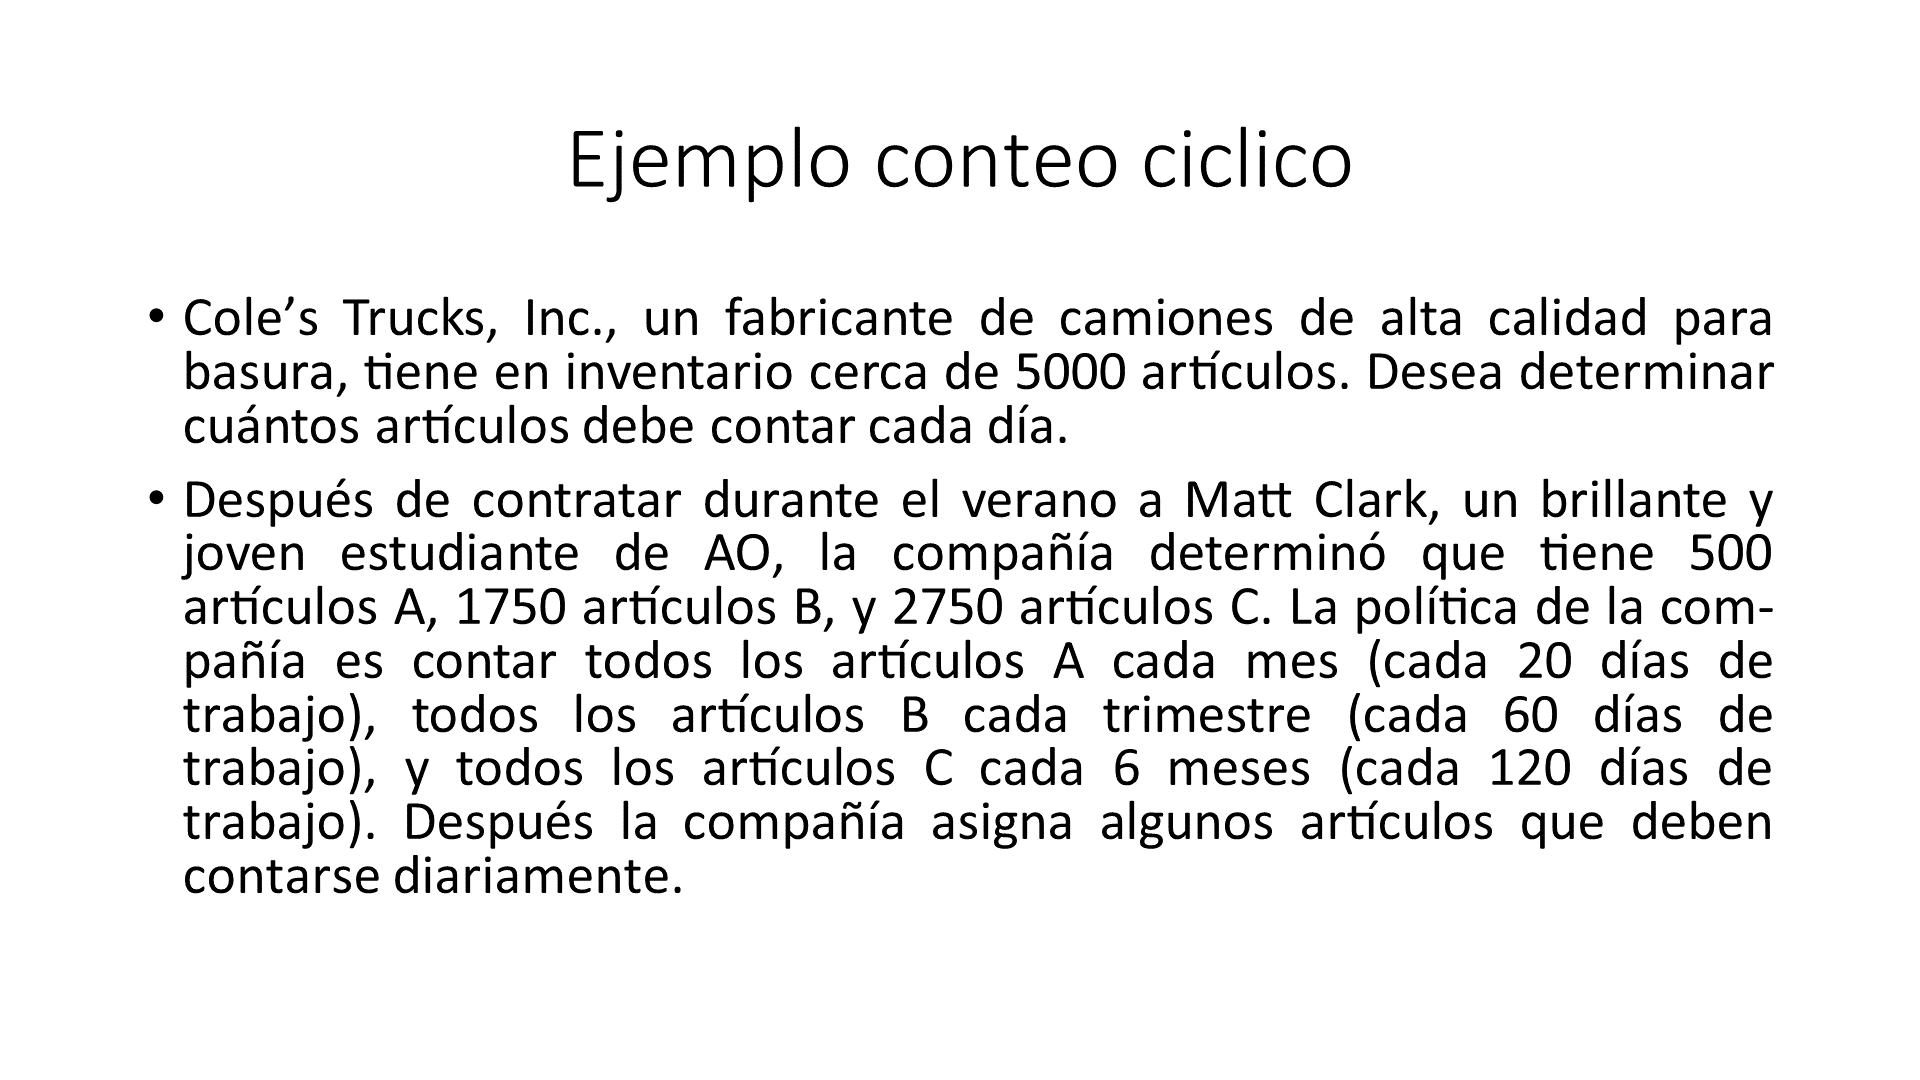 Ejemplo conteo ciclico
• Cole’s Trucks, Inc., un fabricante de camiones de alta calidad para
basura, tiene en inventario cerca de 5000 artículos. Desea determinar
cuántos artículos debe contar cada día.
• Después de contratar durante el verano a Matt Clark, un brillante y
joven estudiante de AO, la compañía determinó que tiene 500
artículos A, 1750 artículos B, y 2750 artículos C. La política de la com-
pañía es contar todos los artículos A cada mes (cada 20 días de
trabajo), todos los artículos B cada trimestre (cada 60 días de
trabajo), y todos los artículos C cada 6 meses (cada 120 días de
trabajo). Después la compañía asigna algunos artículos que deben
contarse diariamente.